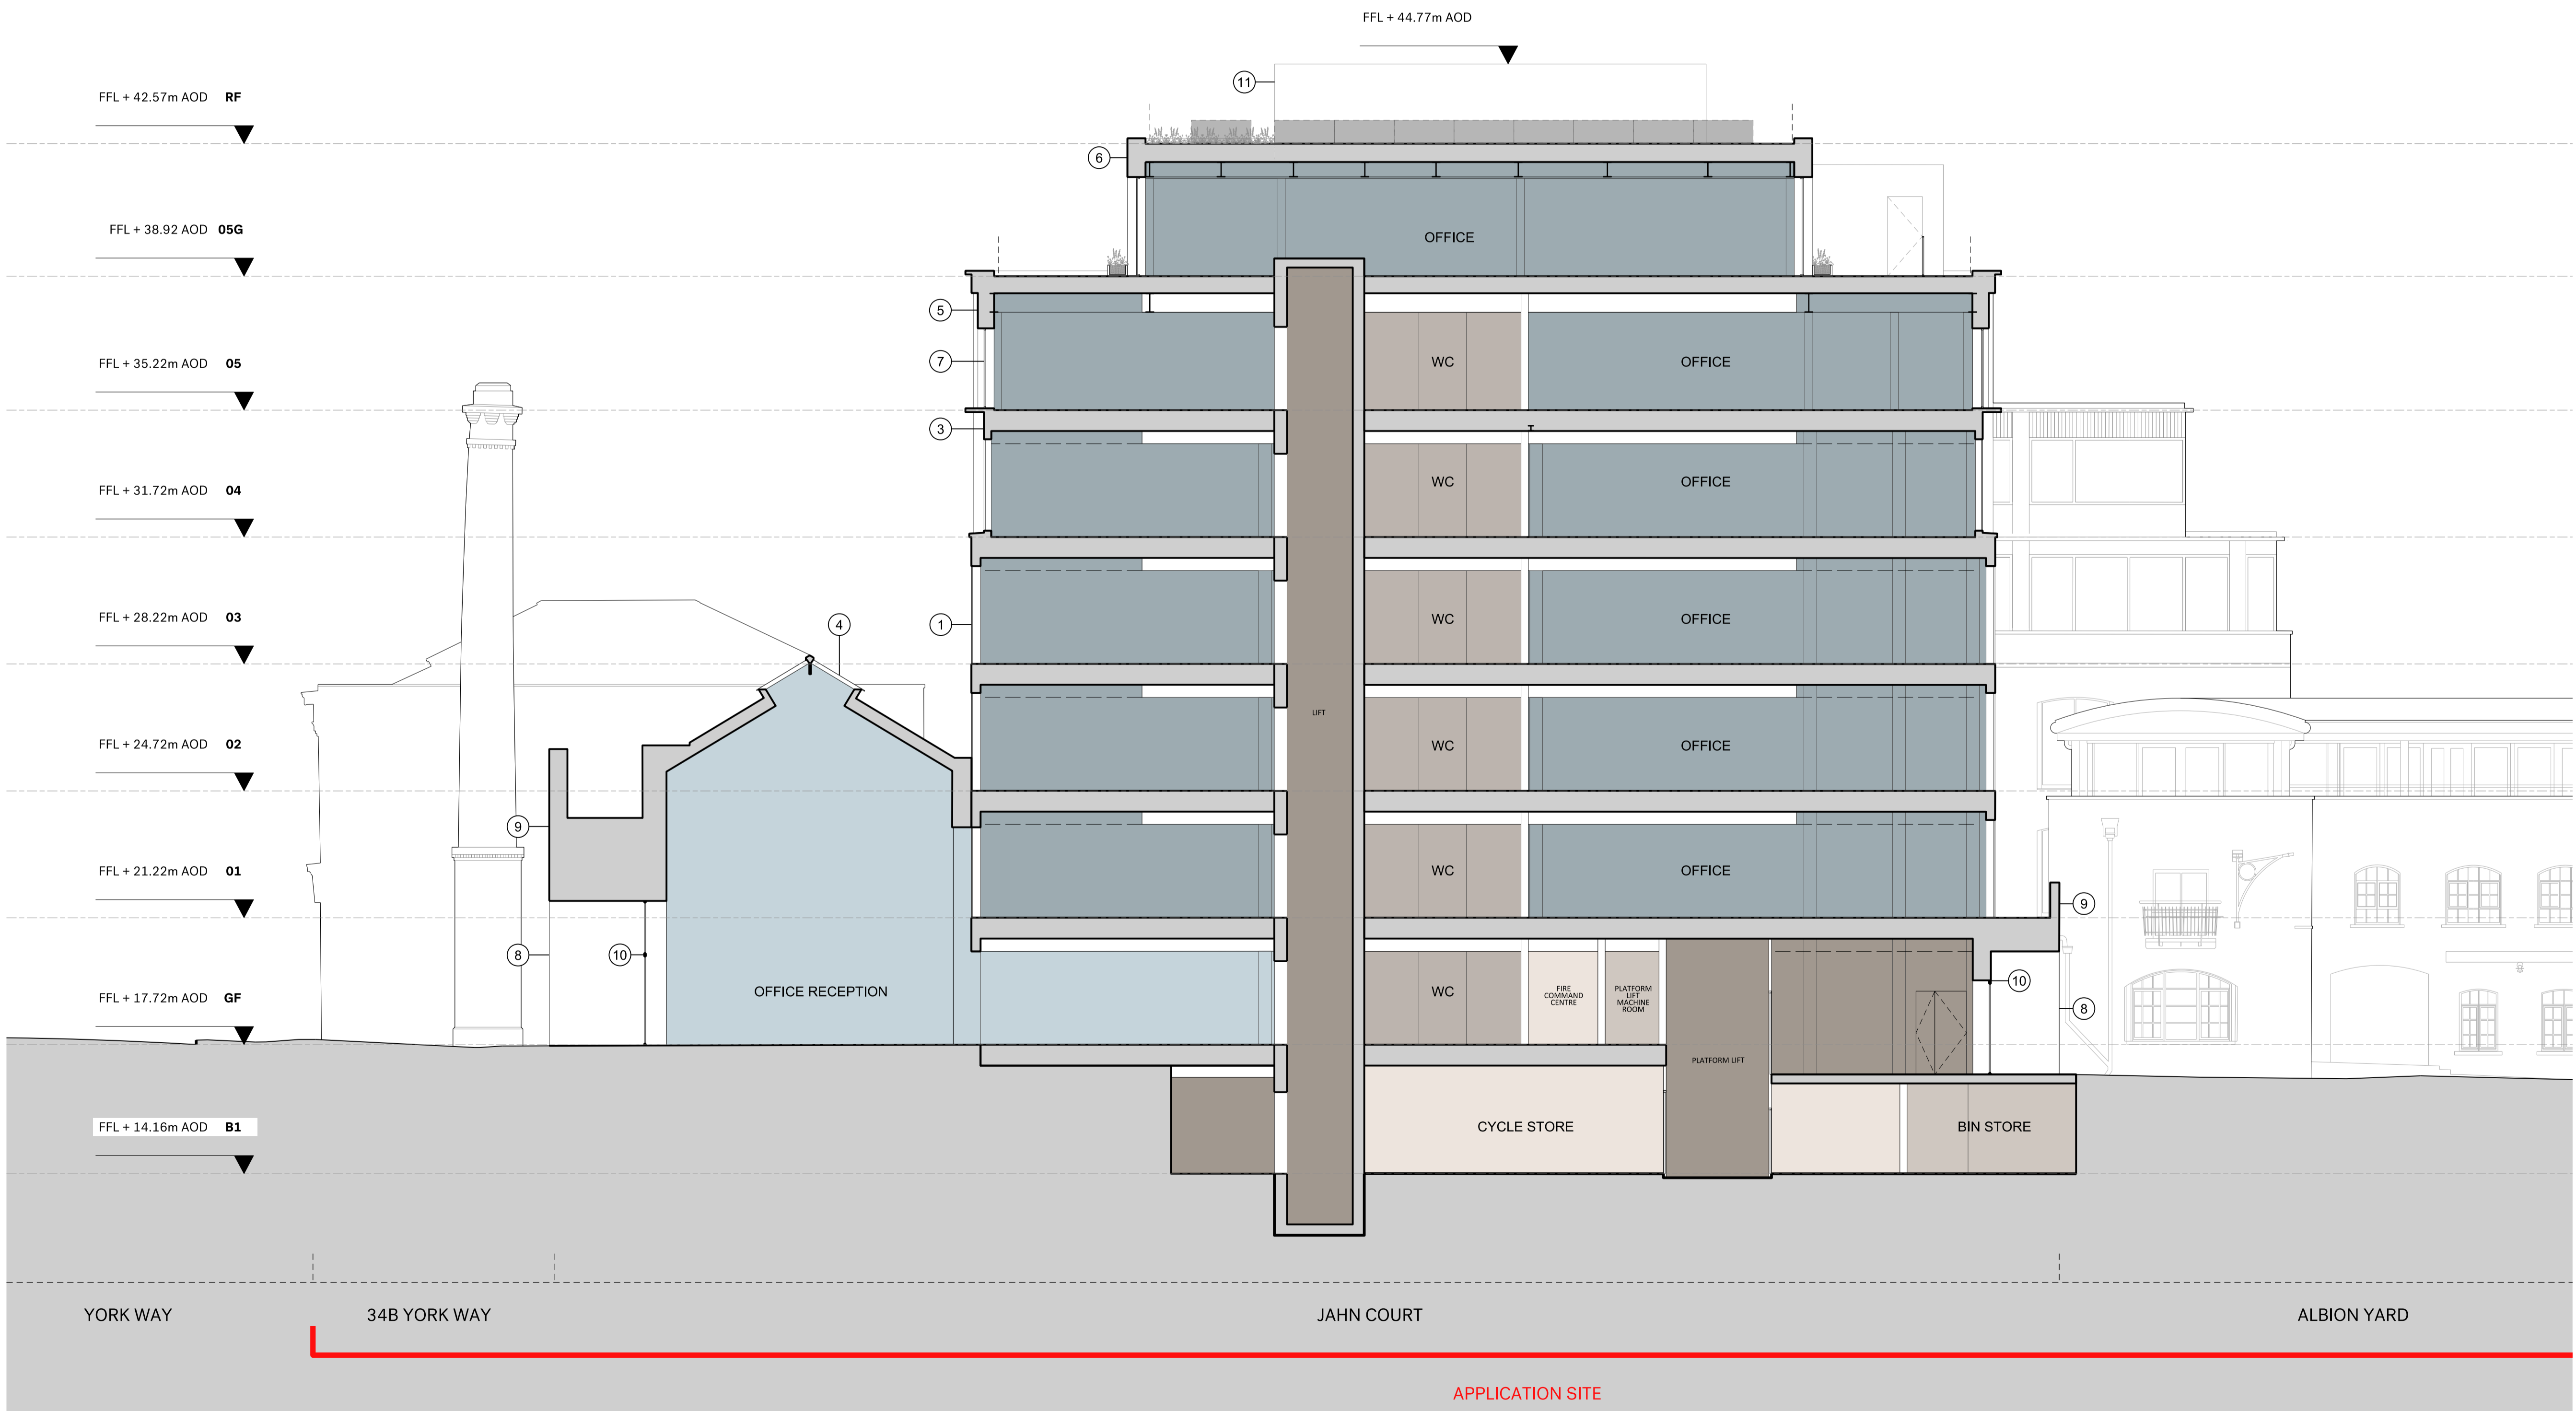 FFL + 44.77m AOD
11
FFL + 42.57m AOD RF
6
FFL + 38.92 AOD 05G
OFFICE
5
FFL + 35.22m AOD 05
7
WC
OFFICE
3
FFL + 31.72m AOD 04
WC
OFFICE
FFL + 28.22m AOD 03
4
1
WC
OFFICE
LIFT
FFL + 24.72m AOD 02
WC
OFFICE
9
FFL + 21.22m AOD 01
WC
OFFICE
9
8
10
OFFICE RECEPTION
WC
FIRE
COMMAND
CENTRE
PLATFORM
LIFT
MACHINE
ROOM
10
8
FFL + 17.72m AOD GF
PLATFORM LIFT
FFL + 14.16m AOD B1
CYCLE STORE
BIN STORE
YORK WAY
34B YORK WAY
JAHN COURT
ALBION YARD
APPLICATION SITE